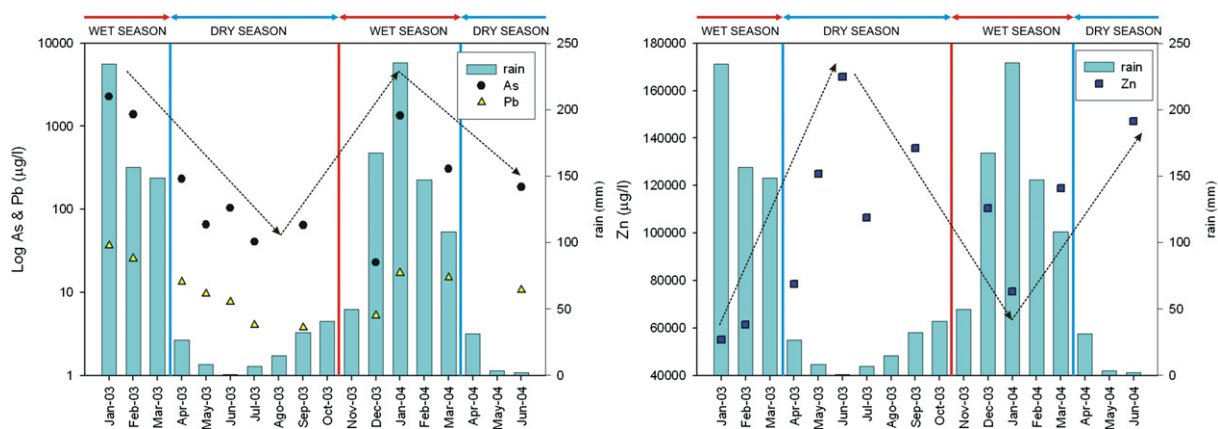 WET SEASON DRY SEASON WET SEASON DRY SEASON
10000
1000
100
10
1
Log As & Pb (μg/l)
250
200
150
100
50
0
rain (mm)
rain
As
Pb
Jan-03
Feb-03
Mar-03
Apr-03
May-03
Jun-03
Jul-03
Ago-03
Sep-03
Oct-03
Nov-03
Dec-03
Jan-04
Feb-04
Mar-04
Apr-04
May-04
Jun-04
WET SEASON DRY SEASON WET SEASON DRY SEASON
180000
160000
140000
120000
100000
80000
60000
40000
Zn (μg/l)
250
200
150
100
50
0
rain (mm)
rain
Zn
Jan-03
Feb-03
Mar-03
Apr-03
May-03
Jun-03
Jul-03
Ago-03
Sep-03
Oct-03
Nov-03
Dec-03
Jan-04
Feb-04
Mar-04
Apr-04
May-04
Jun-04